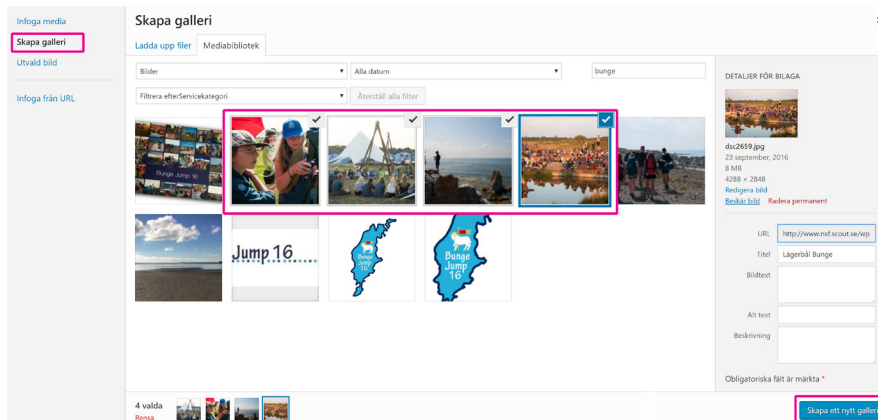 Infoga media
Skapa galleri
Utvald bild
Infoga från URL
Skapa galleri
Ladda upp filer
Mediabibliotek
Bilder
Alla datum
bunge
Filtrera efterServicekategori
Återställ alla filter
Bunge Jump 16
Jump 16
Bunge
Jump
16
Bunge
Jump
16
DETALJER FÖR BILAGA
dsc2659.jpg
23 september, 2016
8 MB
4288 × 2848
Redigera bild
Beskär bild Radera permanent
URL http://www.nsf.scout.se/wp
Titel Lägerbål Bunge
Bildtext
Alt text
Beskrivning
Obligatoriska fält är märkta *
4 valda
Rensa
Skapa ett nytt galleri